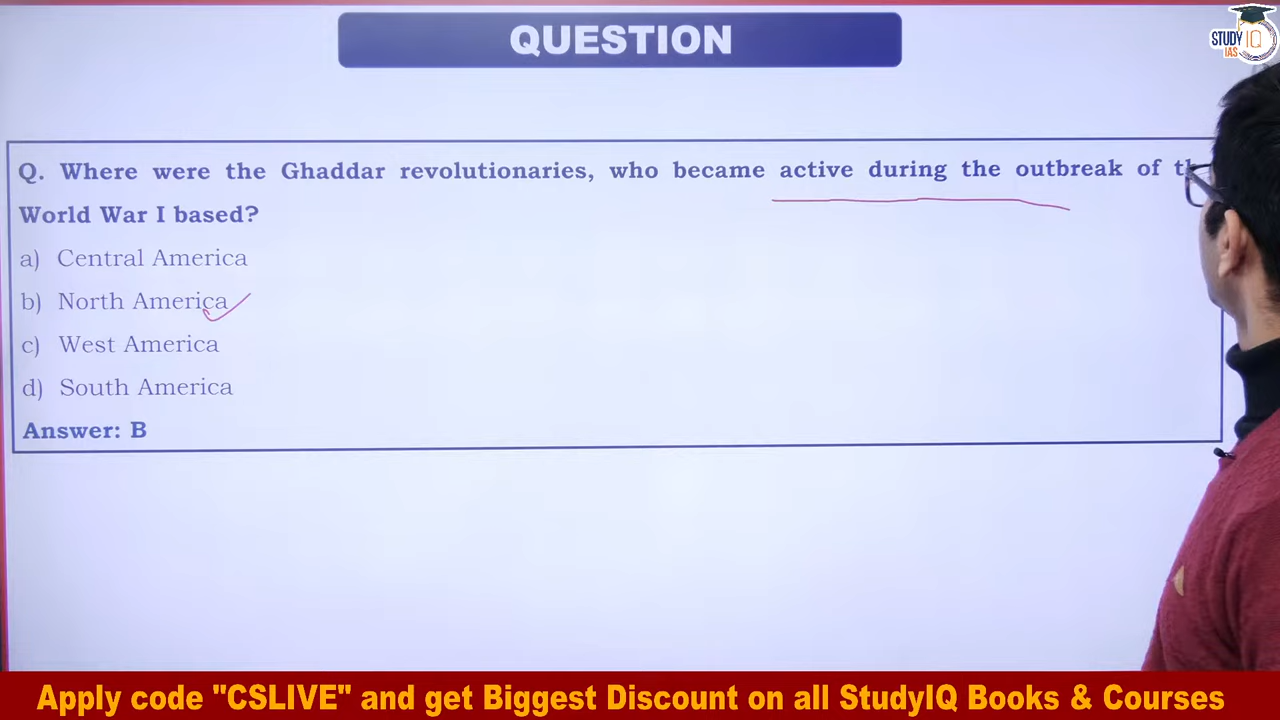 QUESTION
STUDY IQ
IAS
Q. Where were the Ghaddar revolutionaries, who became active during the outbreak of
World War I based?
a) Central America
b) North America
c) West America
d) South America
Answer: B
Apply code "CSLIVE" and get Biggest Discount on all StudyIQ Books & Courses